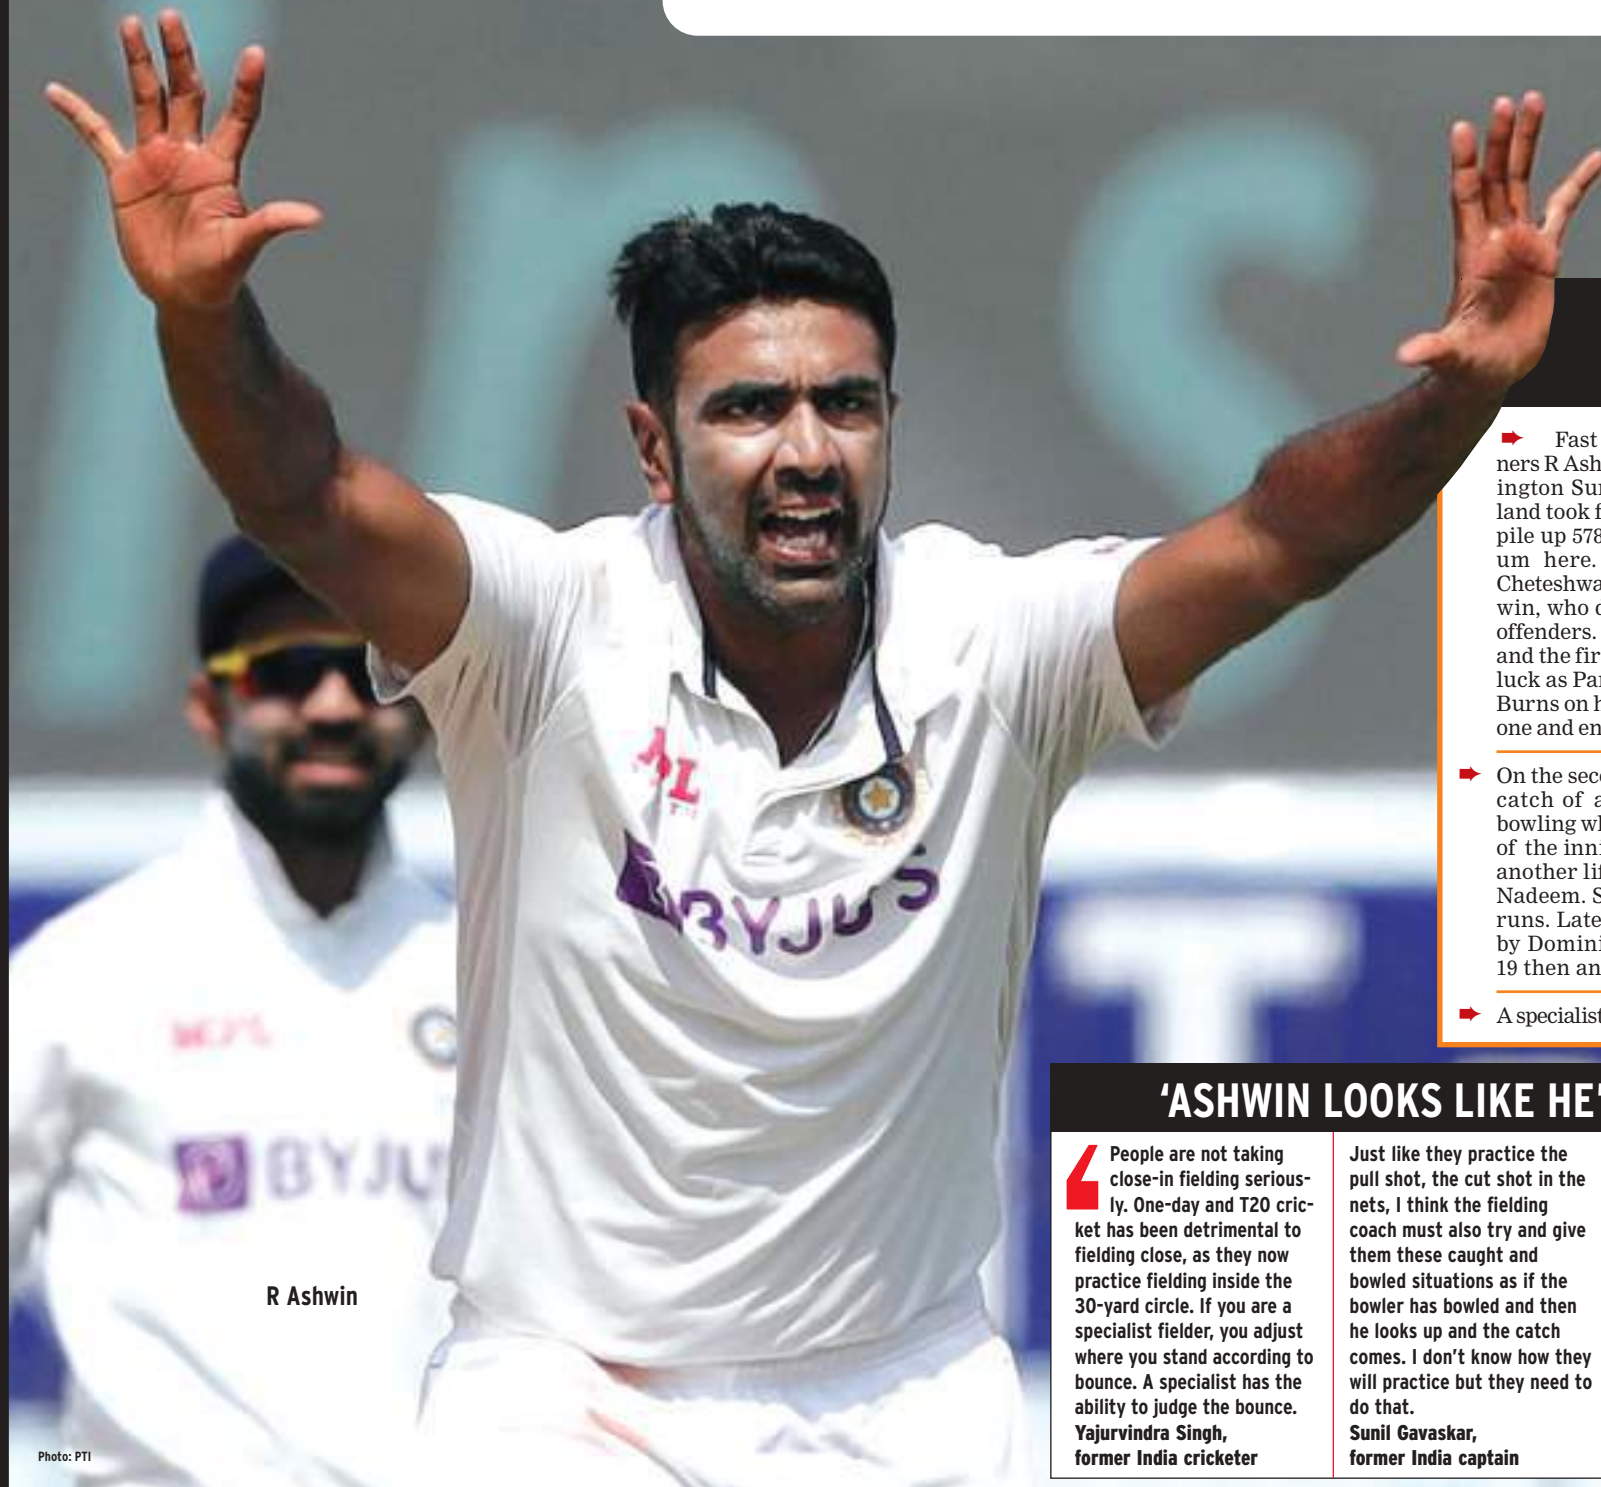 Fast
ners R Ash
ington Su
land took f
pile up 578
um here.
Cheteshwa
win, who
offenders.
and the fir
luck as Pa
Burns on h
one and en
On the sec
catch of a
bowling wh
of the inn
another li
Nadeem. S
runs. Late
by Domini
19 then an
A specialist
BYJU'S
BYJU
R Ashwin
Photo: PTI
'ASHWIN LOOKS LIKE HE'
People are not taking
close-in fielding serious-
ly. One-day and T20 cric-
ket has been detrimental to
fielding close, as they now
practice fielding inside the
30-yard circle. If you are a
specialist fielder, you adjust
where you stand according to
bounce. A specialist has the
ability to judge the bounce.
Yajurvindra Singh,
former India cricketer
Just like they practice the
pull shot, the cut shot in the
nets, I think the fielding
coach must also try and give
them these caught and
bowled situations as if the
bowler has bowled and then
he looks up and the catch
comes. I don't know how they
will practice but they need to
do that.
Sunil Gavaskar,
former India captain